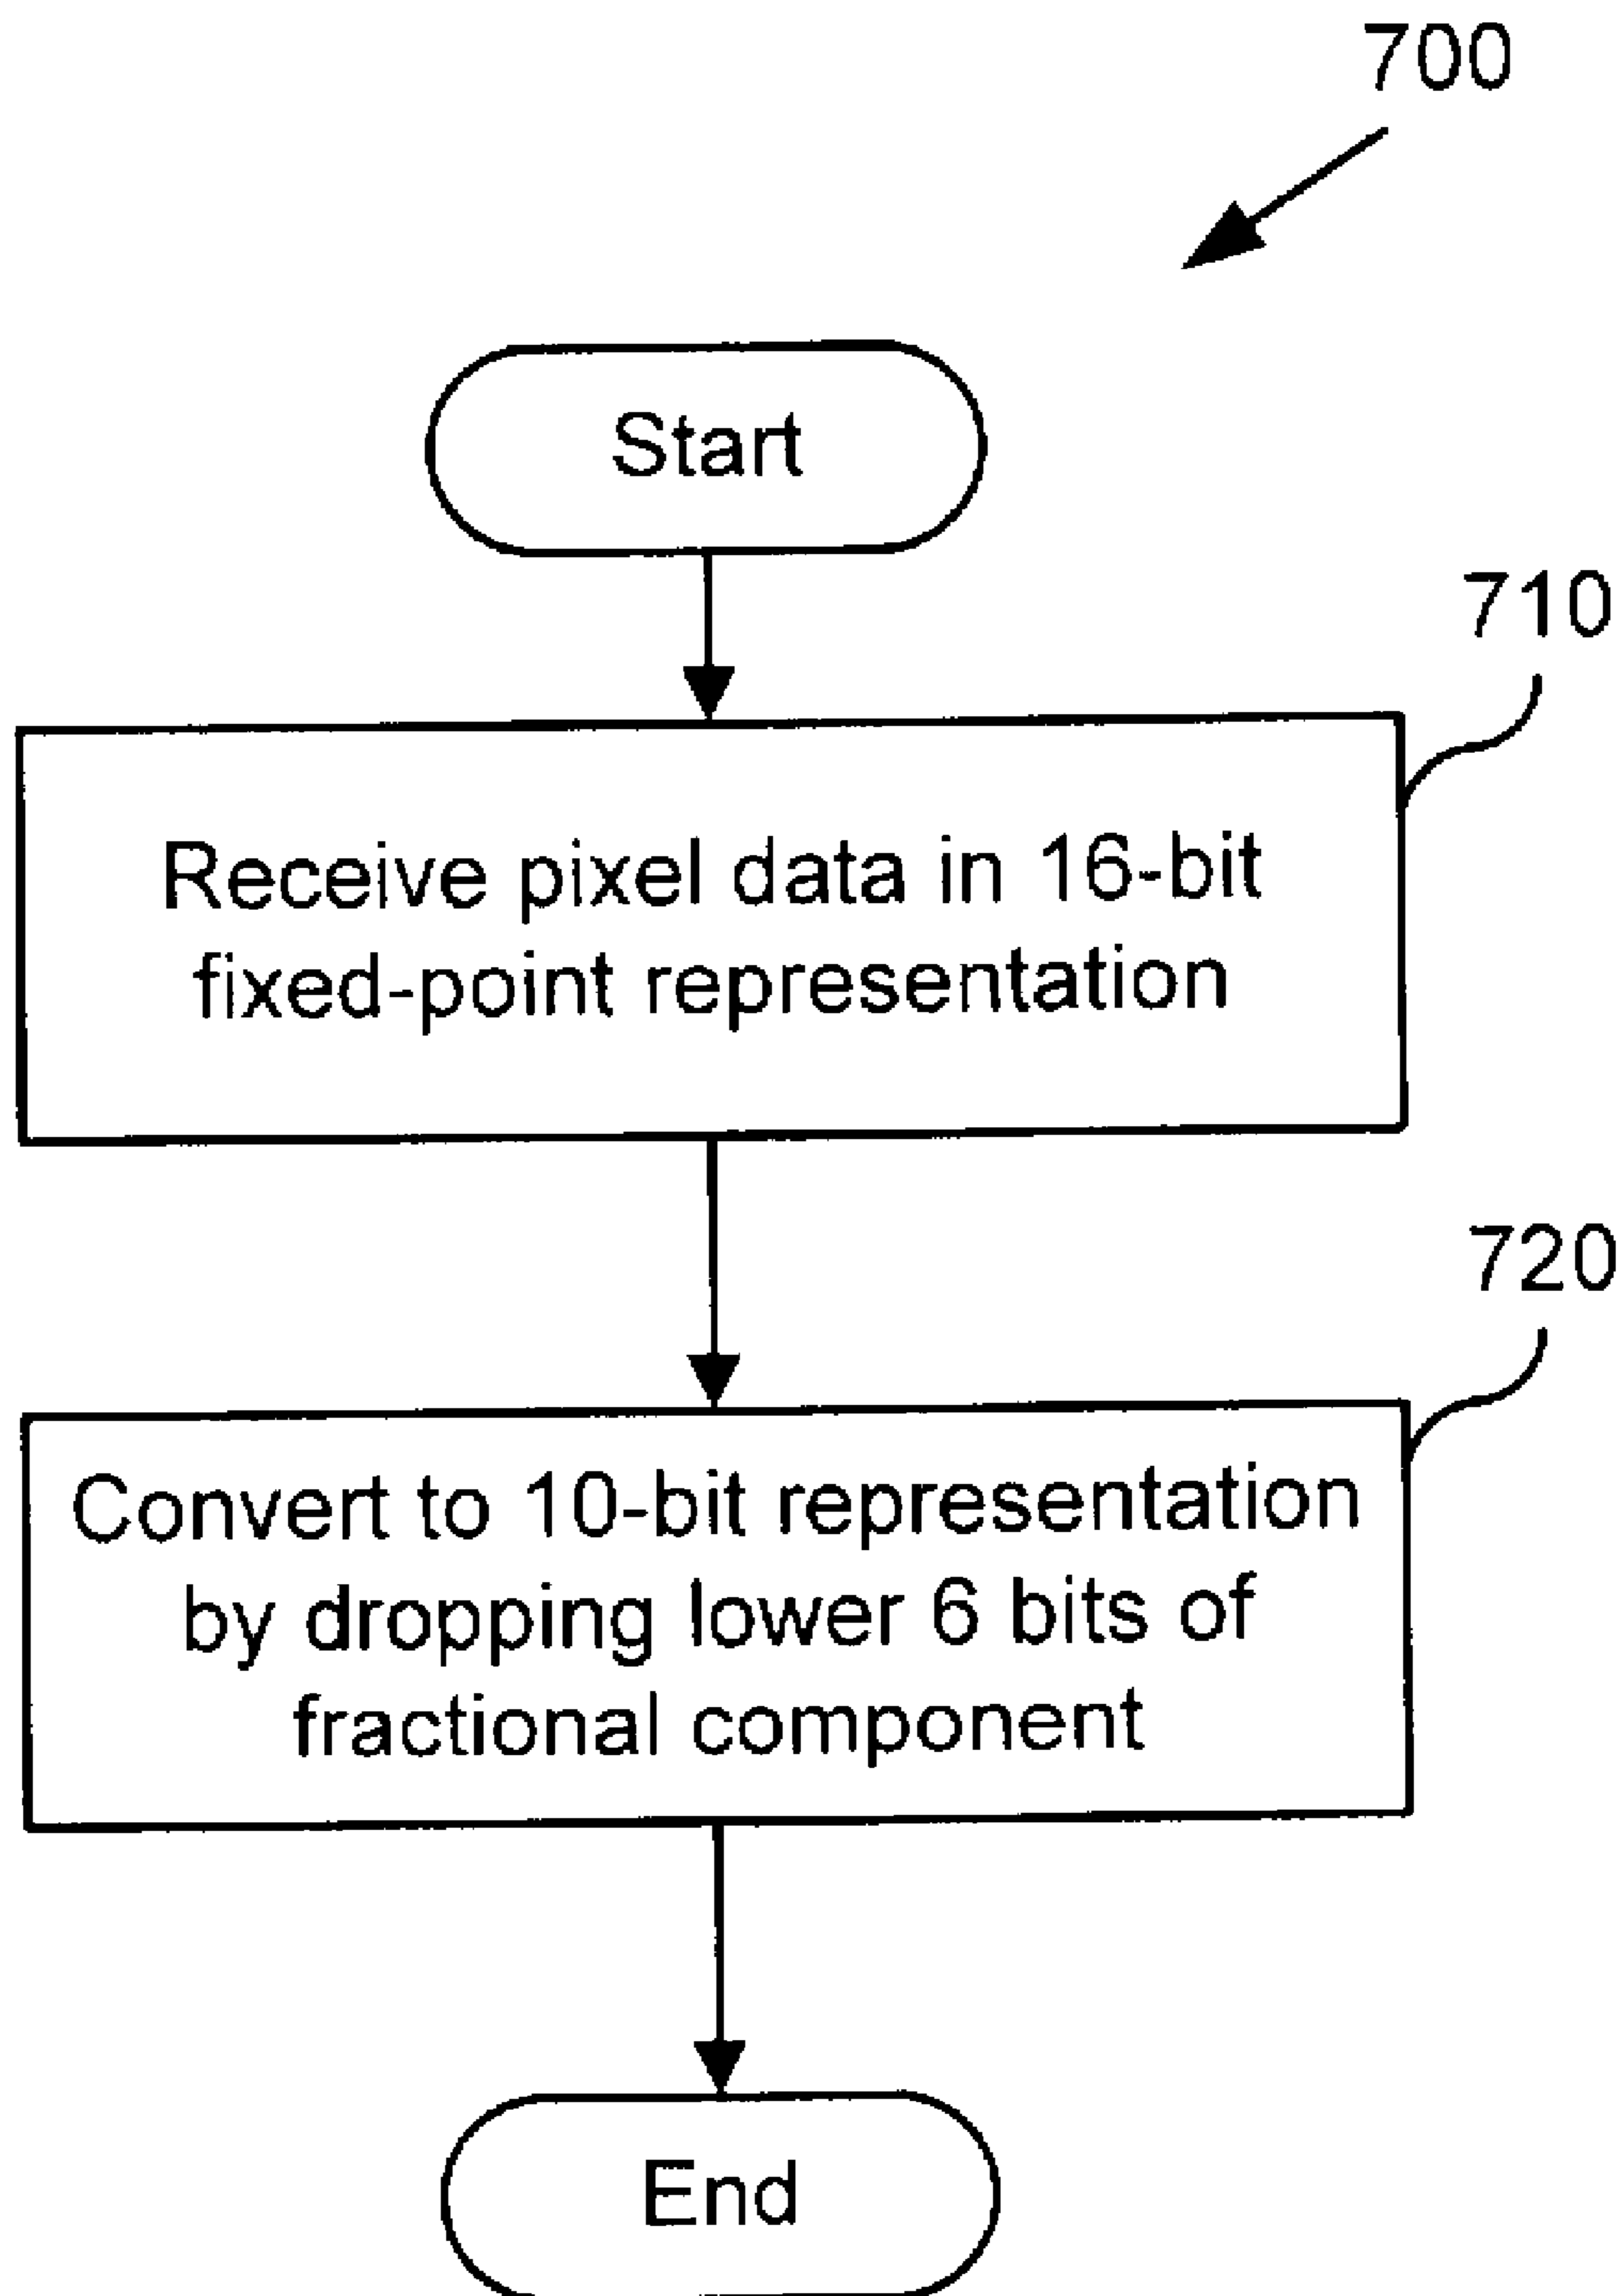 700
Start
710
Receive pixel data in 16-bit
fixed-point representation
720
Convert to 10-bit representation
by dropping lower 6 bits of
fractional component
End